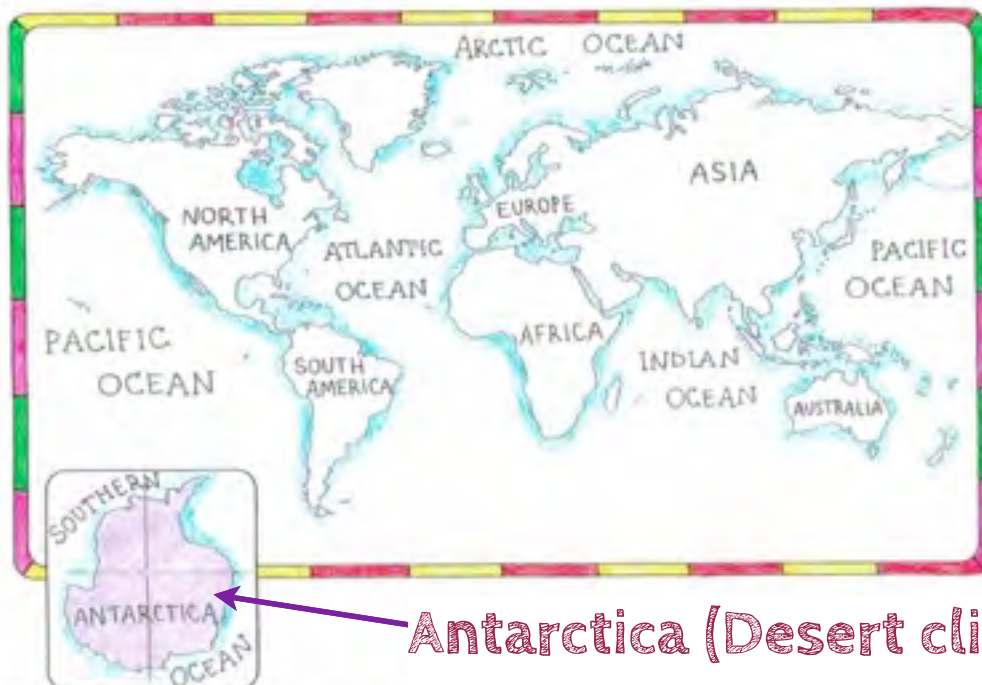 ARCTIC OCEAN
ASIA
EUROPE
NORTH
AMERICA
ATLANTIC
OCEAN
PACIFIC
OCEAN
AFRICA
PACIFIC
OCEAN
SOUTH
AMERICA
INDIAN
OCEAN
AUSTRALIA
SOUTHERN
ANTARCTICA
OCEAN
Antarctica (Desert cli